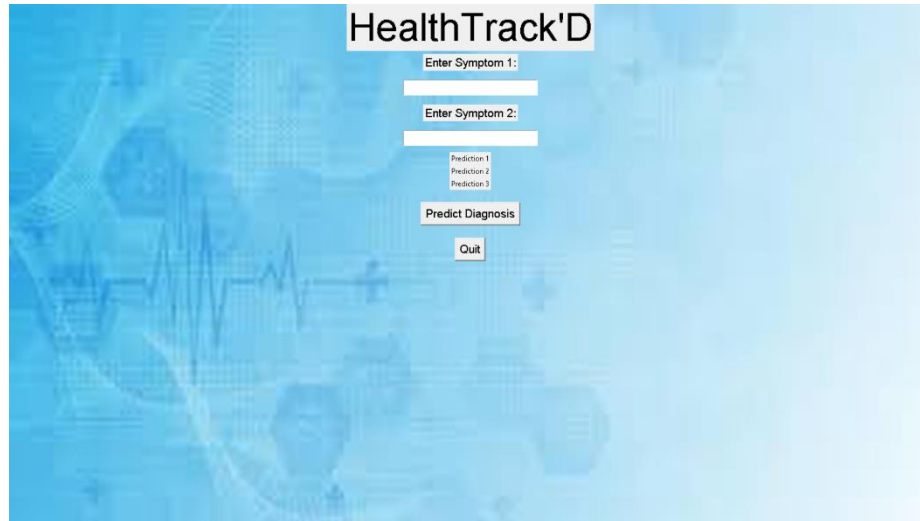 HealthTrack'D
Enter Symptom 1:
Enter Symptom 2:
Prediction 1
Prediction 2
Prediction 3
Predict Diagnosis
Quit